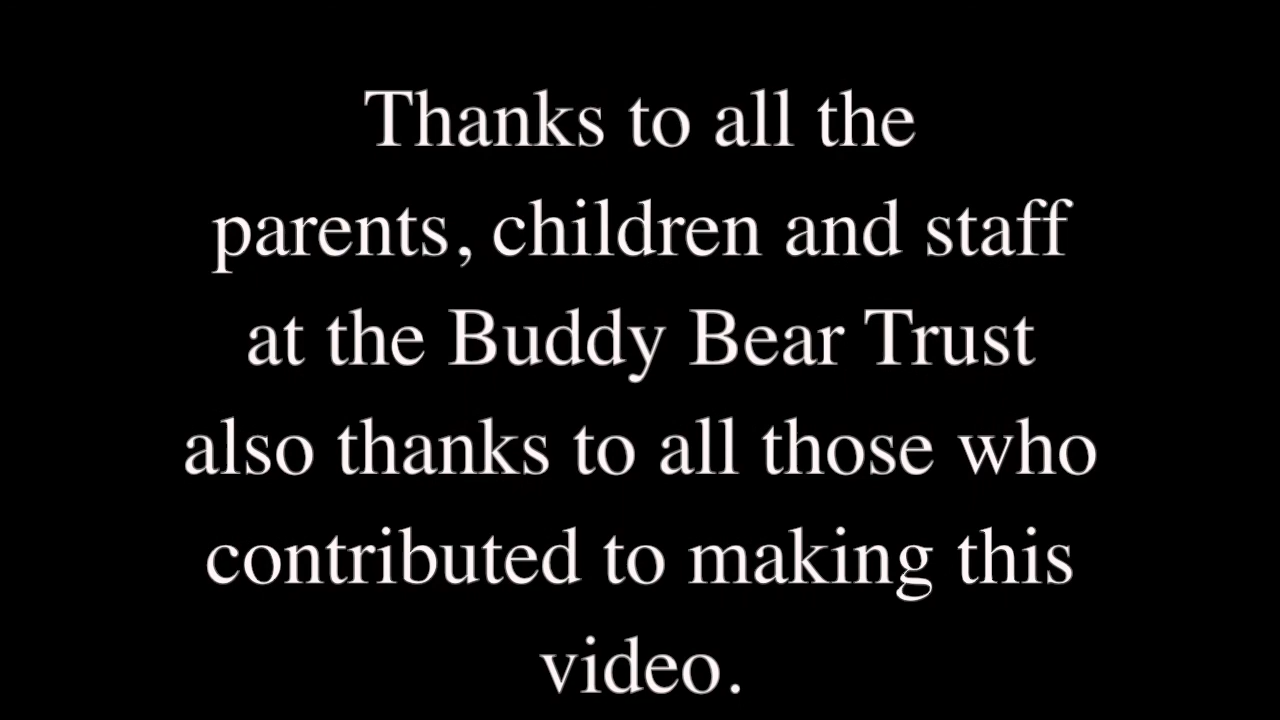 Thanks to all the
parents, children and staff
at the Buddy Bear Trust
also thanks to all those who
contributed to making this
video.